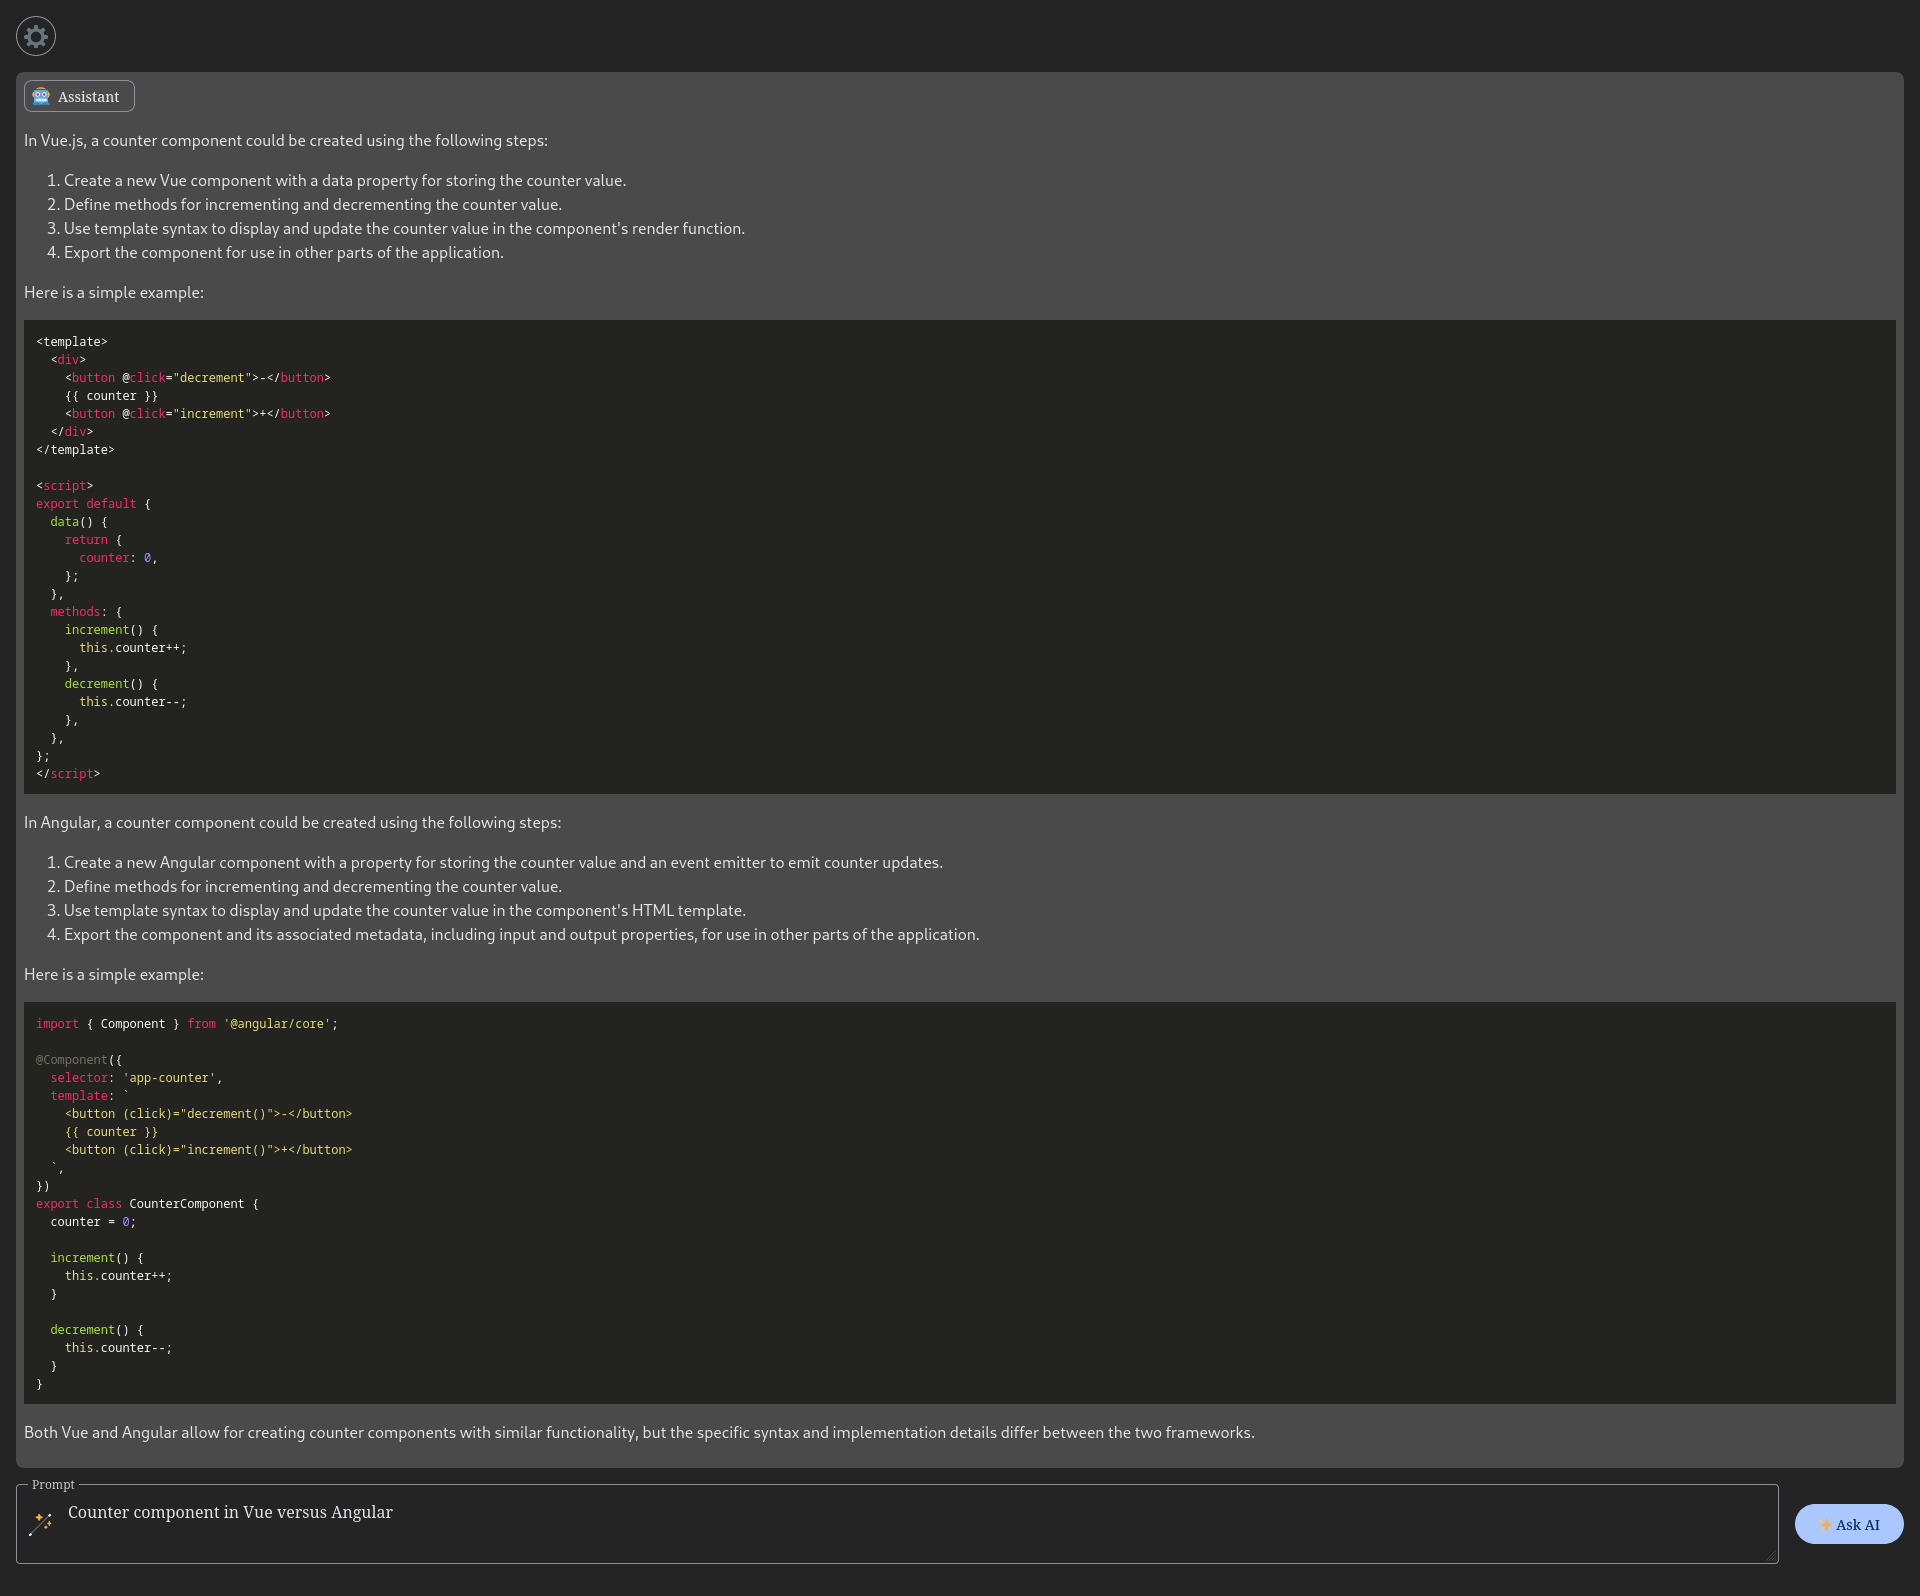 Assistant
In Vue.js, a counter component could be created using the following steps:
1. Create a new Vue component with a data property for storing the counter value.
2. Define methods for incrementing and decrementing the counter value.
3. Use template syntax to display and update the counter value in the component's render function.
4. Export the component for use in other parts of the application.
Here is a simple example:
<template>
  <div>
    <button @click="decrement">-</button>
    {{ counter }}
    <button @click="increment">+</button>
  </div>
</template>

<script>
export default {
  data() {
    return {
      counter: 0,
    };
  },
  methods: {
    increment() {
      this.counter++;
    },
    decrement() {
      this.counter--;
    },
  },
};
</script>
In Angular, a counter component could be created using the following steps:
1. Create a new Angular component with a property for storing the counter value and an event emitter to emit counter updates.
2. Define methods for incrementing and decrementing the counter value.
3. Use template syntax to display and update the counter value in the component's HTML template.
4. Export the component and its associated metadata, including input and output properties, for use in other parts of the application.
Here is a simple example:
import { Component } from '@angular/core';

@Component({
  selector: 'app-counter',
  template: `
    <button (click)="decrement()">-</button>
    {{ counter }}
    <button (click)="increment()">+</button>
  `,
})
export class CounterComponent {
  counter = 0;

  increment() {
    this.counter++;
  }

  decrement() {
    this.counter--;
  }
}
Both Vue and Angular allow for creating counter components with similar functionality, but the specific syntax and implementation details differ between the two frameworks.
Prompt
Counter component in Vue versus Angular
Ask AI